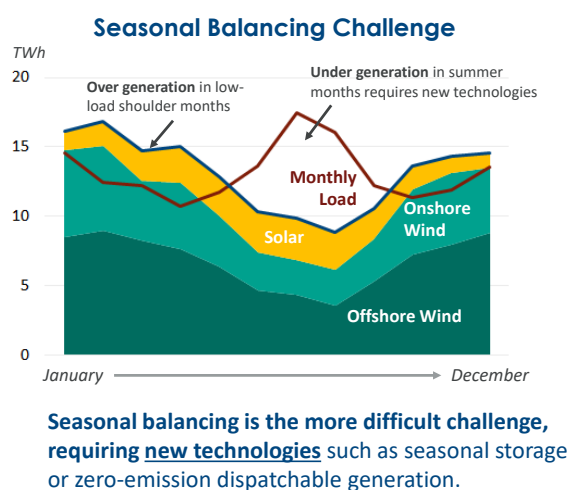 Seasonal Balancing Challenge
TWh
20
15
10
5
0
Over generation in low-
load shoulder months
Under generation in summer
months requires new technologies
Monthly
Load
Onshore
Wind
Solar
Offshore Wind
January
December
Seasonal balancing is the more difficult challenge,
requiring new technologies such as seasonal storage
or zero-emission dispatchable generation.